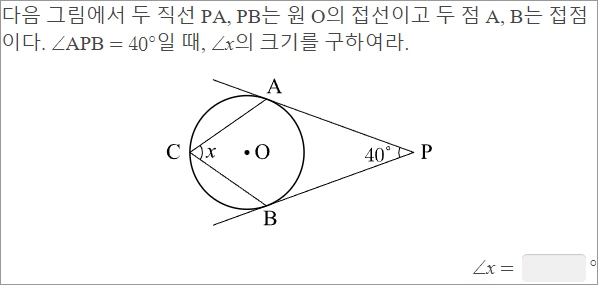 다음 그림에서 두 직선 PA, PB는 원 O의 접선이고 두 점 A, B는 접점
이다. ∠APB = 40°일 때, ∠x의 크기를 구하여라.
A
C x O 40° P
B
∠x = °